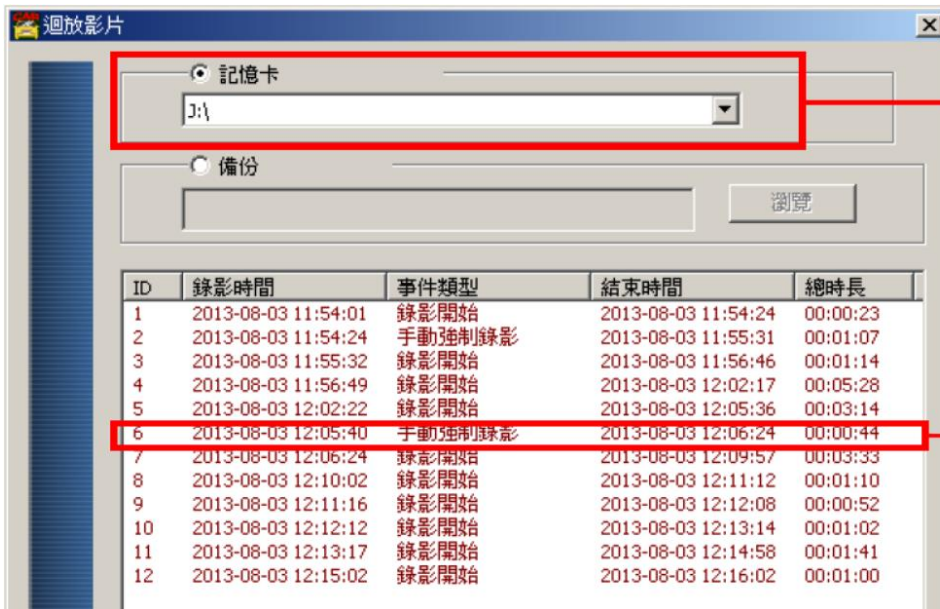 迴放影片
記憶卡
J:\
備份
瀏覽
ID 錄影時間 事件類型 結束時間 總時長
1 2013-08-03 11:54:01 錄影開始 2013-08-03 11:54:24 00:00:23
2 2013-08-03 11:54:24 手動強制錄影 2013-08-03 11:55:31 00:01:07
3 2013-08-03 11:55:32 錄影開始 2013-08-03 11:56:46 00:01:14
4 2013-08-03 11:56:49 錄影開始 2013-08-03 12:02:17 00:05:28
5 2013-08-03 12:02:22 錄影開始 2013-08-03 12:05:36 00:03:14
6 2013-08-03 12:05:40 手動強制錄影 2013-08-03 12:06:24 00:00:44
7 2013-08-03 12:06:24 錄影開始 2013-08-03 12:09:57 00:03:33
8 2013-08-03 12:10:02 錄影開始 2013-08-03 12:11:12 00:01:10
9 2013-08-03 12:11:16 錄影開始 2013-08-03 12:12:08 00:00:52
10 2013-08-03 12:12:12 錄影開始 2013-08-03 12:13:14 00:01:02
11 2013-08-03 12:13:17 錄影開始 2013-08-03 12:14:58 00:01:41
12 2013-08-03 12:15:02 錄影開始 2013-08-03 12:16:02 00:01:00